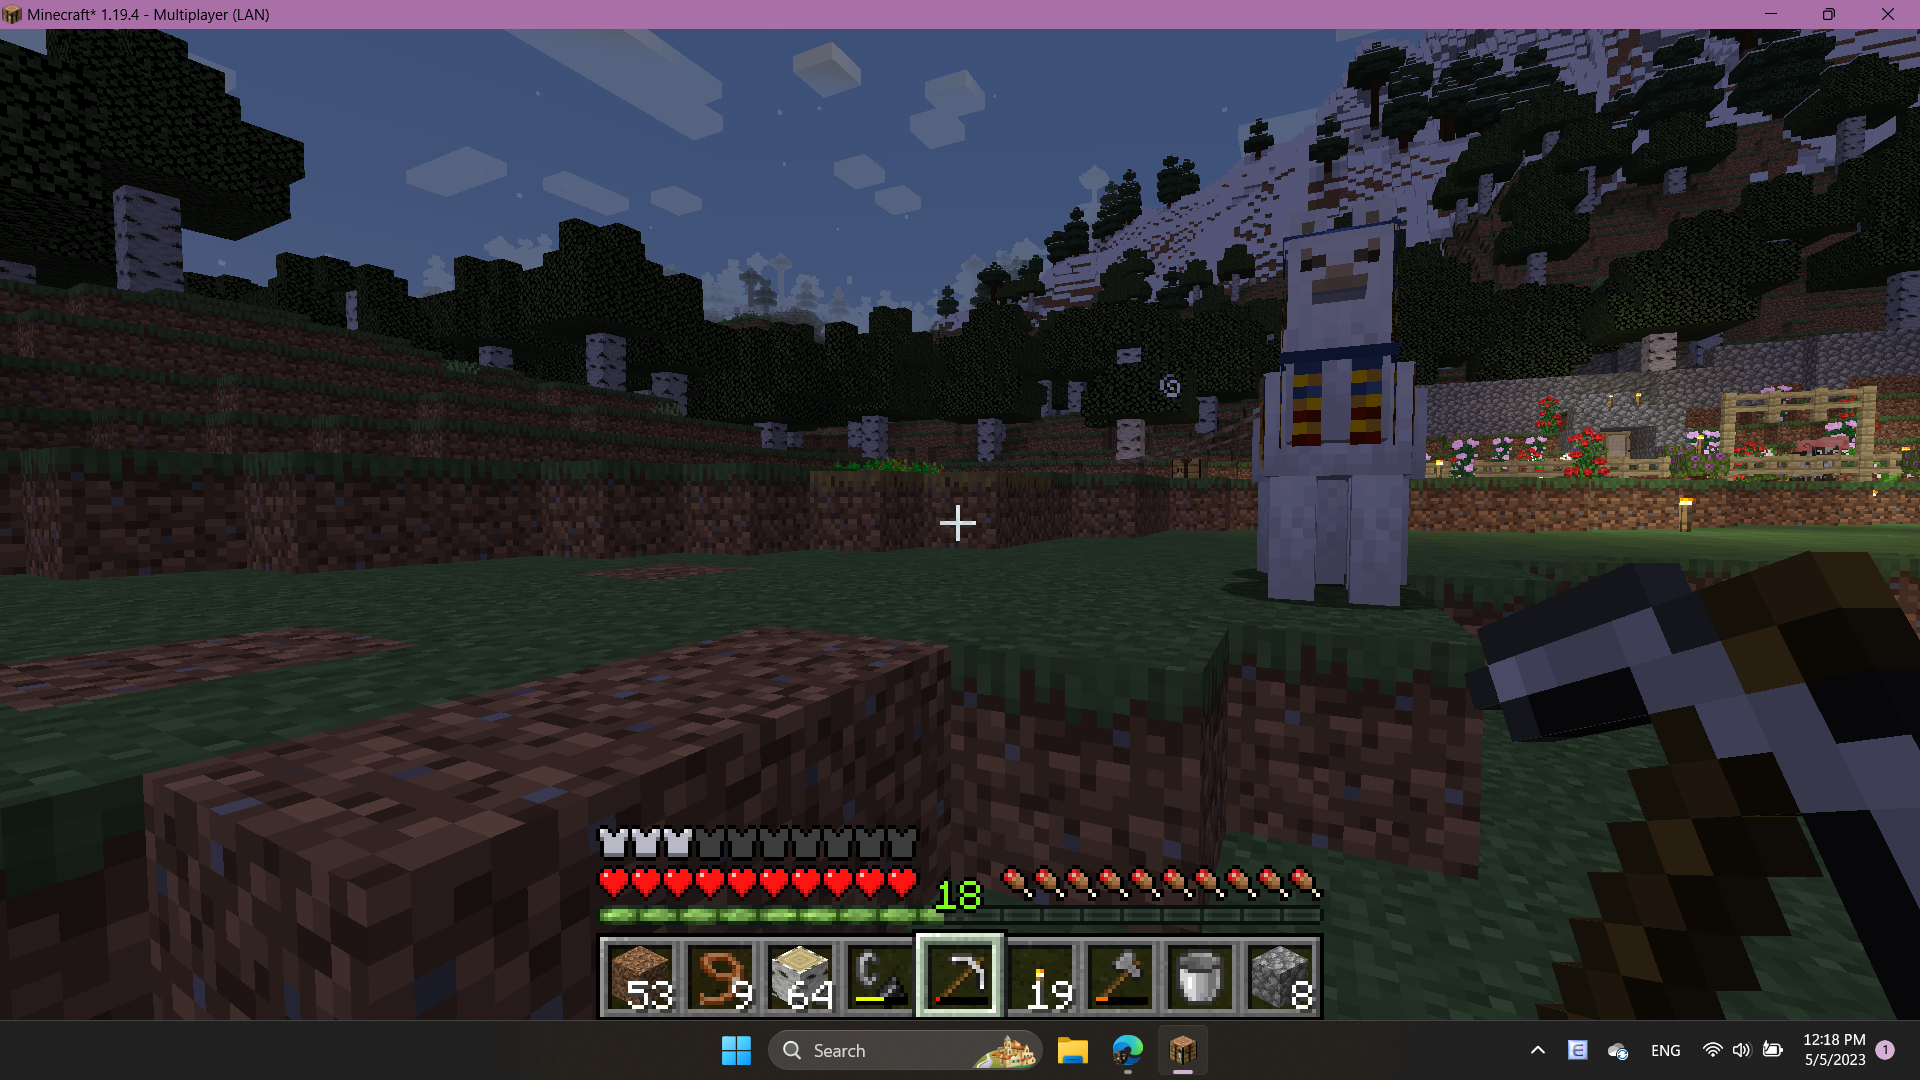 Minecraft* 1.19.4 - Multiplayer (LAN)
18
53
9
64
19
8
Search
ENG
12:18 PM
5/5/2023
1